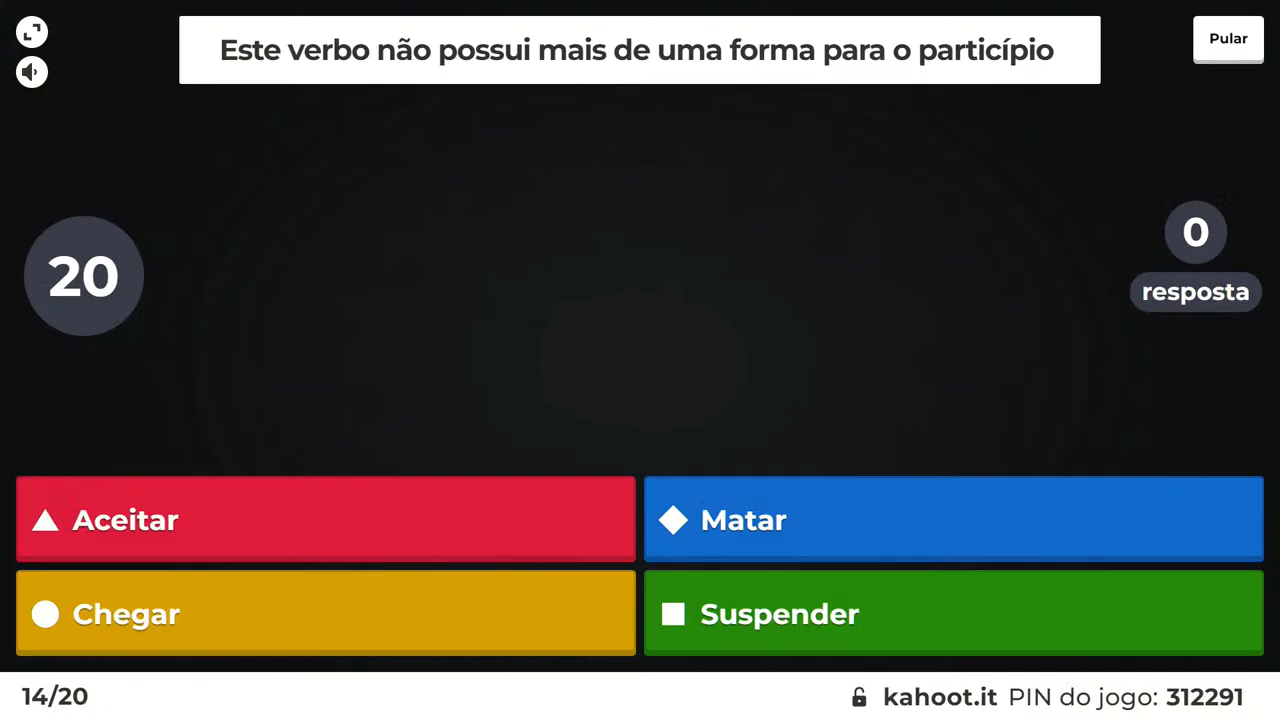 Este verbo não possui mais de uma forma para o particípio
Pular
20
0
resposta
Aceitar
Matar
Chegar
Suspender
14/20
kahoot.it PIN do jogo: 312291